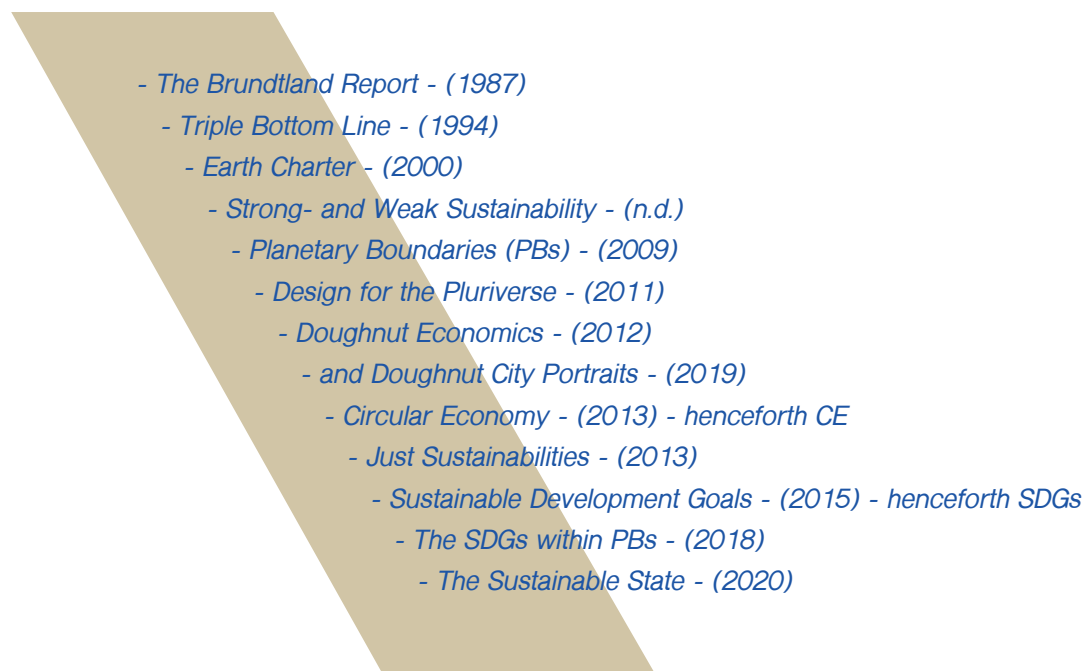 - The Brundtland Report - (1987)
- Triple Bottom Line - (1994)
- Earth Charter - (2000)
- Strong- and Weak Sustainability - (n.d.)
- Planetary Boundaries (PBs) - (2009)
- Design for the Pluriverse - (2011)
- Doughnut Economics - (2012)
- and Doughnut City Portraits - (2019)
- Circular Economy - (2013) - henceforth CE
- Just Sustainabilities - (2013)
- Sustainable Development Goals - (2015) - henceforth SDGs
- The SDGs within PBs - (2018)
- The Sustainable State - (2020)